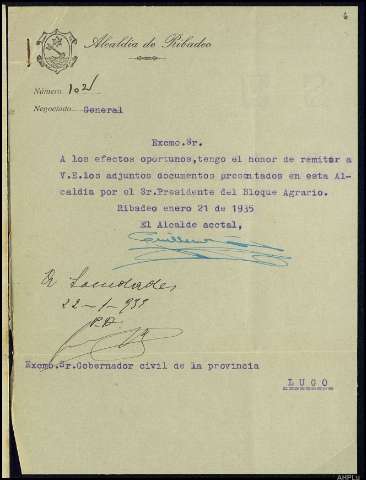 6
Alcaldía de Ribadeo
Número 102
Negociado General
Excmo.Sr.
A los efectos oportunos,tengo el honor de remitir a
V.E.los adjuntos documentos presentados en esta Al-
caldia por el Sr.Presidente del Bloque Agrario.
Ribadeo enero 21 de 1935
El Alcalde acctal,
22-1-935
P.D.
Excmo.Sr.Gobernador civil de la provincia
LUGO
AHPLu